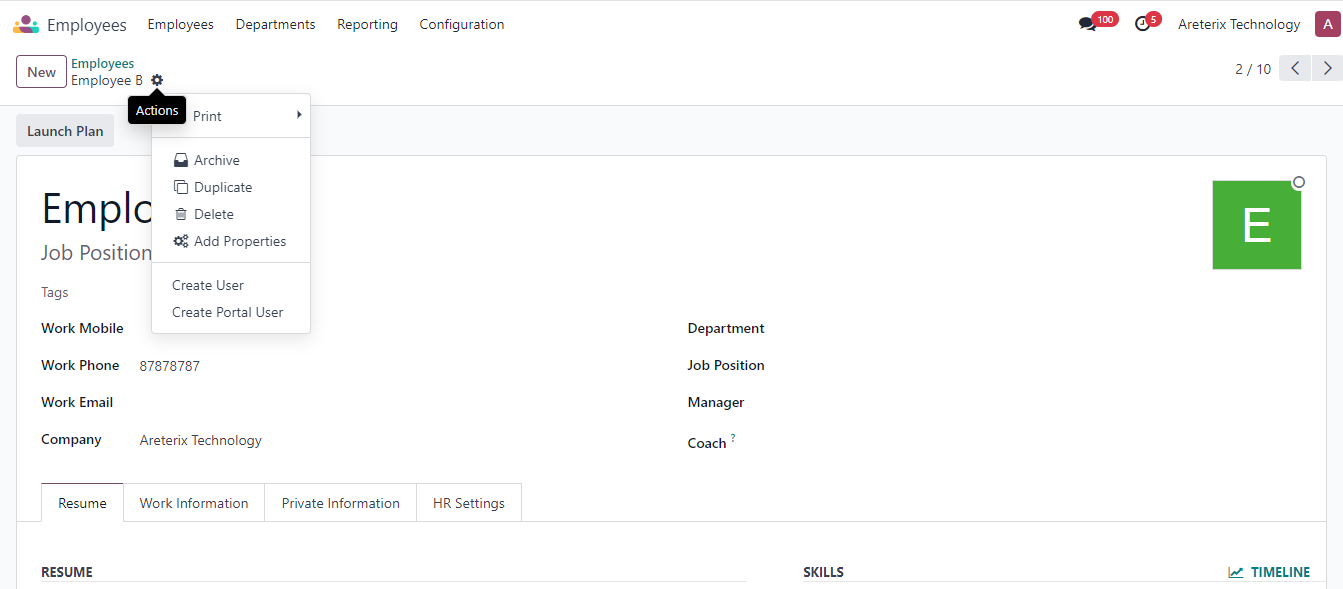 Employees Employees Departments Reporting Configuration 100 5 Areterix Technology A
New Employees
Employee B 2 / 10
Actions
Print
Launch Plan
Archive
Duplicate
Delete
Add Properties
Create User
Create Portal User
Emplo
E
Job Position
Tags
Work Mobile Department
Work Phone 87878787 Job Position
Work Email Manager
Company Areterix Technology Coach ?
Resume Work Information Private Information HR Settings
RESUME SKILLS TIMELINE